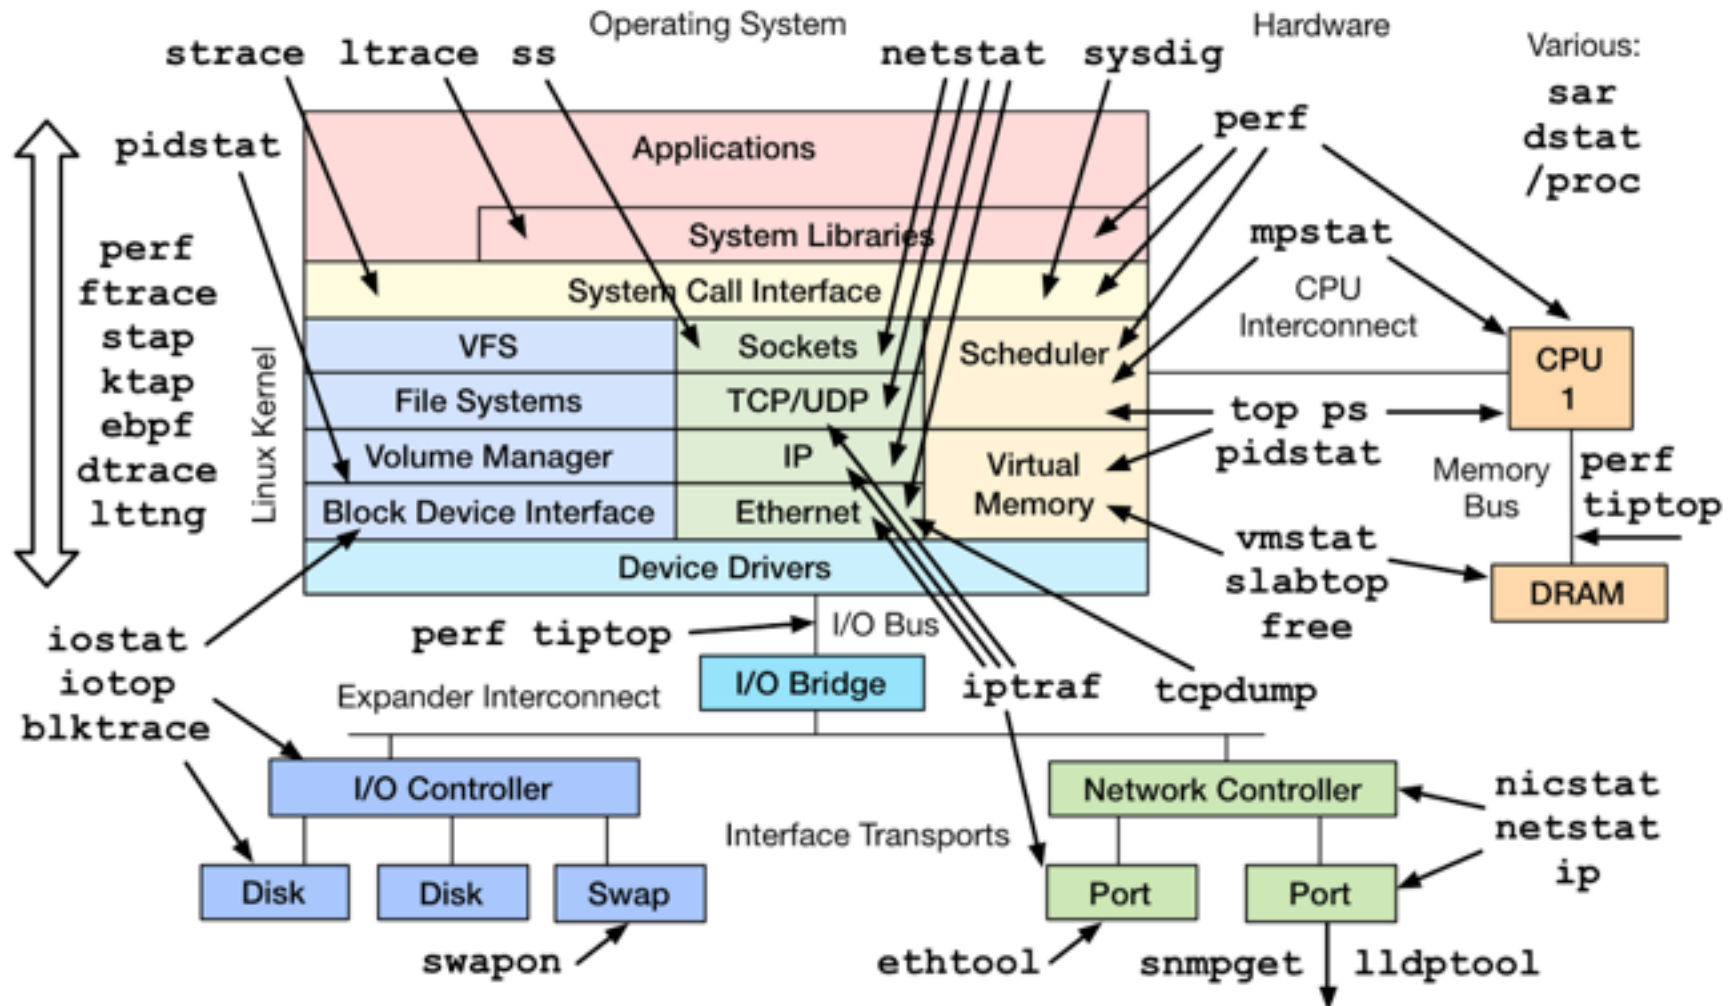 Operating System
Hardware
strace ltrace ss netstat sysdig
Various:
sar
dstat
/proc
perf
pidstat
Applications
System Libraries
mpstat
perf
ftrace
stap
ktap
ebpf
dtrace
lttng
Linux Kernel
System Call Interface
CPU
Interconnect
VFS
Sockets
Scheduler
CPU
1
File Systems
TCP/UDP
top ps
pidstat
Volume Manager
IP
Virtual
Memory
Memory
Bus
perf
tiptop
Block Device Interface
Ethernet
vmstat
slabtop
free
Device Drivers
DRAM
iostat
iotop
blktrace
perf tiptop
I/O Bus
I/O Bridge
iptraf
tcpdump
Expander Interconnect
I/O Controller
Network Controller
nicstat
netstat
ip
Interface Transports
Disk
Disk
Swap
Port
Port
swapon
ethtool
snmpget
lldptool